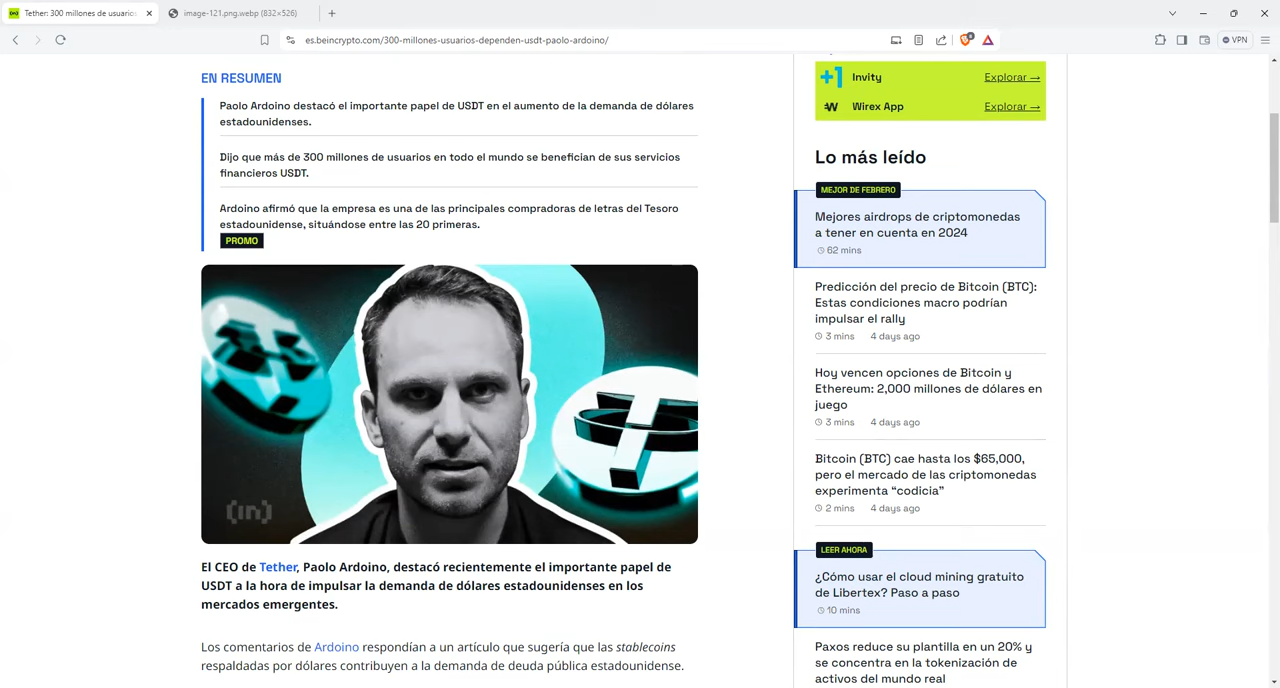 Tether: 300 millones de usuarios
image-121.png.webp (832×526)
es.beincrypto.com/300-millones-usuarios-dependen-usdt-paolo-ardoino/
VPN
EN RESUMEN
Paolo Ardoino destacó el importante papel de USDT en el aumento de la demanda de dólares
estadounidenses.
Dijo que más de 300 millones de usuarios en todo el mundo se benefician de sus servicios
financieros USDT.
Ardoino afirmó que la empresa es una de las principales compradoras de letras del Tesoro
estadounidense, situándose entre las 20 primeras.
PROMO
(in)
El CEO de Tether, Paolo Ardoino, destacó recientemente el importante papel de
USDT a la hora de impulsar la demanda de dólares estadounidenses en los
mercados emergentes.
Los comentarios de Ardoino respondían a un artículo que sugería que las stablecoins
respaldadas por dólares contribuyen a la demanda de deuda pública estadounidense.
+1 Invity Explorar →
Wirex App Explorar →
Lo más leído
MEJOR DE FEBRERO
Mejores airdrops de criptomonedas
a tener en cuenta en 2024
62 mins
Predicción del precio de Bitcoin (BTC):
Estas condiciones macro podrían
impulsar el rally
3 mins 4 days ago
Hoy vencen opciones de Bitcoin y
Ethereum: 2,000 millones de dólares en
juego
3 mins 4 days ago
Bitcoin (BTC) cae hasta los $65,000,
pero el mercado de las criptomonedas
experimenta “codicia”
2 mins 4 days ago
LEER AHORA
¿Cómo usar el cloud mining gratuito
de Libertex? Paso a paso
10 mins
Paxos reduce su plantilla en un 20% y
se concentra en la tokenización de
activos del mundo real